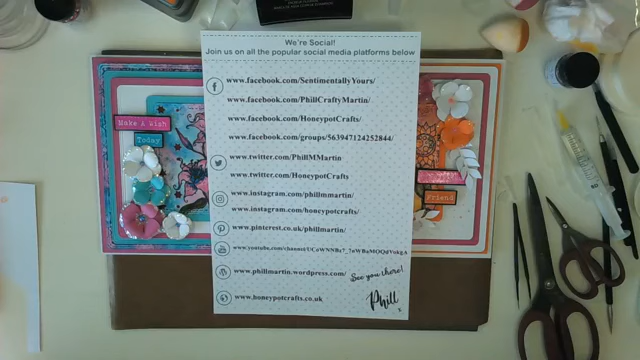 We're Social!
Join us on all the popular social media platforms below
www.facebook.com/SentimentallyYours/
www.facebook.com/PhillCraftyMartin/
www.facebook.com/HoneypotCrafts/
www.facebook.com/groups/563947124252844/
www.twitter.com/PhillMMartin
www.twitter.com/HoneypotCrafts
www.instagram.com/phillmmartin/
www.instagram.com/honeypotcrafts/
www.pinterest.co.uk/phillmartin/
www.phillmartin.wordpress.com/
See you there!
www.honeypotcrafts.co.uk
Phill
x
Make A Wish
Today
Friend